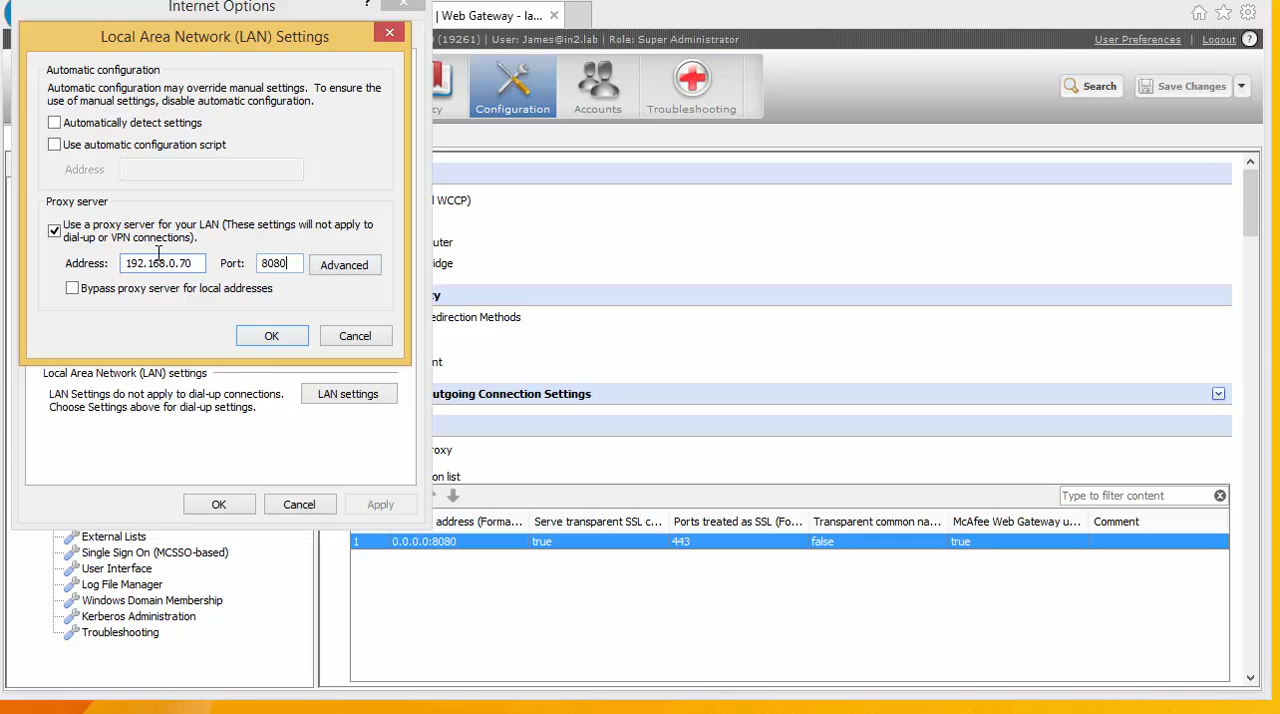 Internet Options
?
Local Area Network (LAN) Settings
Automatic configuration
Automatic configuration may override manual settings. To ensure the
use of manual settings, disable automatic configuration.
Automatically detect settings
Use automatic configuration script
Address
Proxy server
Use a proxy server for your LAN (These settings will not apply to
dial-up or VPN connections).
Address: 192.168.0.70 Port: 8080 Advanced
Bypass proxy server for local addresses
OK Cancel
Local Area Network (LAN) settings
LAN Settings do not apply to dial-up connections.
Choose Settings above for dial-up settings.
LAN settings
OK Cancel Apply
| Web Gateway - la...
(19261) | User: James@in2.lab | Role: Super Administrator
User Preferences | Logout ?
cy Configuration Accounts Troubleshooting
Search Save Changes
WCCP)
uter
idge
y
edirection Methods
nt
utgoing Connection Settings
oxy
on list
Type to filter content
address (Forma... Serve transparent SSL c... Ports treated as SSL (Fo... Transparent common na... McAfee Web Gateway u... Comment
1 0.0.0.0:8080 true 443 false true
External Lists
Single Sign On (MCSSO-based)
User Interface
Log File Manager
Windows Domain Membership
Kerberos Administration
Troubleshooting